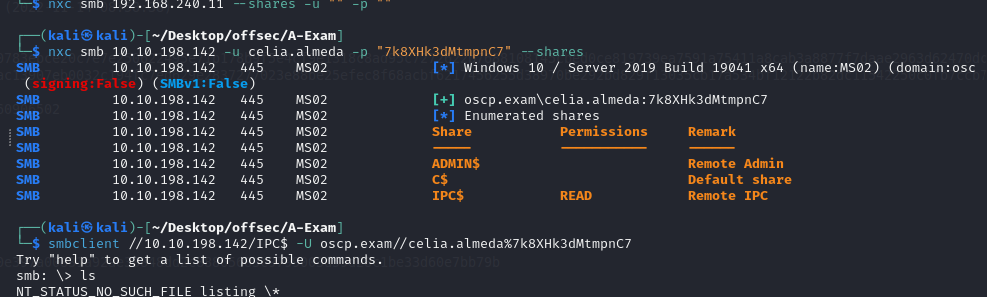 └─$ nxc smb 192.168.240.11 --shares -u "" -p ""
┌──(kali㉿kali)-[~/Desktop/offsec/A-Exam]
└─$ nxc smb 10.10.198.142 -u celia.almeda -p "7k8XHk3dMtmpnC7" --shares
SMB 10.10.198.142 445 MS02 [*] Windows 10 / Server 2019 Build 19041 x64 (name:MS02) (domain:osc
(signing:False) (SMBv1:False)
SMB 10.10.198.142 445 MS02 [+] oscp.exam\celia.almeda:7k8XHk3dMtmpnC7
SMB 10.10.198.142 445 MS02 [*] Enumerated shares
SMB 10.10.198.142 445 MS02 Share Permissions Remark
SMB 10.10.198.142 445 MS02 ----- ----------- ------
SMB 10.10.198.142 445 MS02 ADMIN$ Remote Admin
SMB 10.10.198.142 445 MS02 C$ Default share
SMB 10.10.198.142 445 MS02 IPC$ READ Remote IPC
┌──(kali㉿kali)-[~/Desktop/offsec/A-Exam]
└─$ smbclient //10.10.198.142/IPC$ -U oscp.exam//celia.almeda%7k8XHk3dMtmpnC7
Try "help" to get a list of possible commands.
smb: \> ls
NT_STATUS_NO_SUCH_FILE listing \*